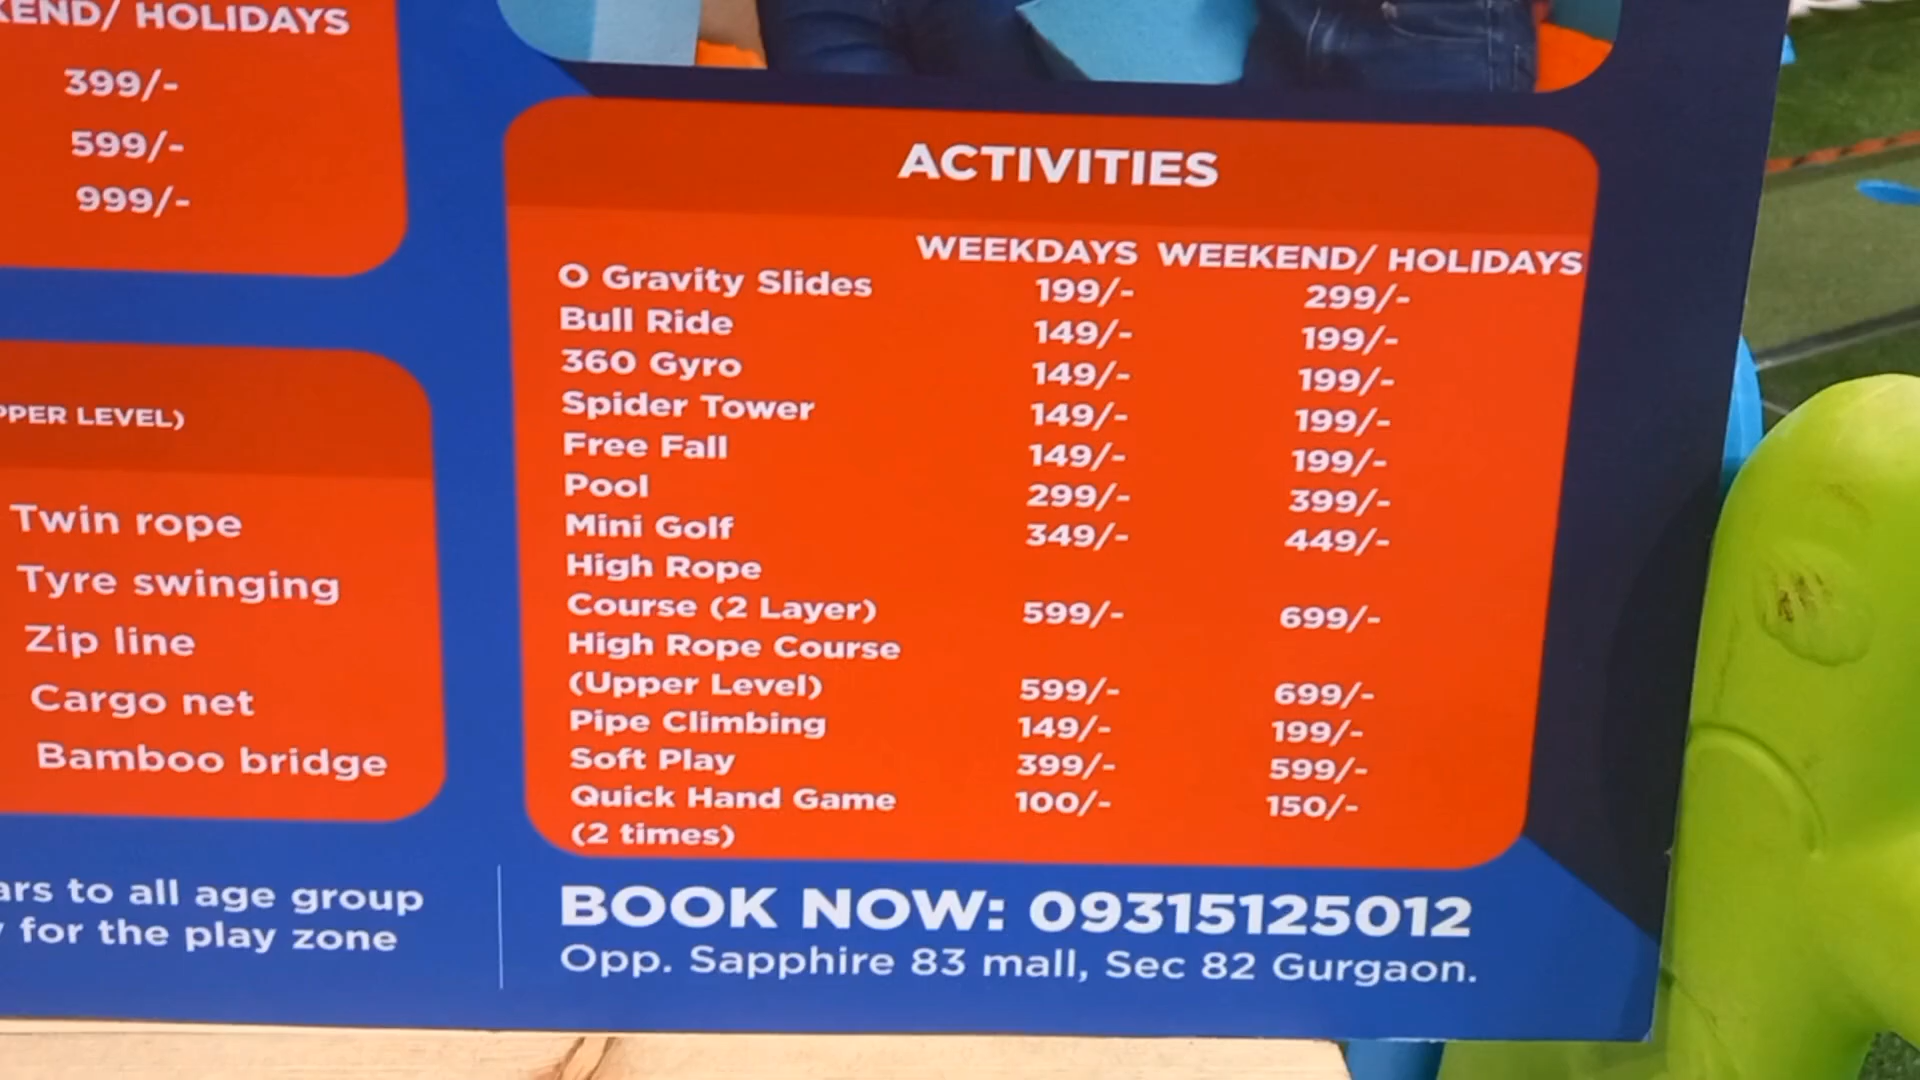 HOLIDAYS
399/-
599/-
999/-
LEVEL)
Twin rope
Tyre swinging
Zip line
Cargo net
Bamboo bridge
to all age group
for the play zone
ACTIVITIES
WEEKDAYS WEEKEND/ HOLIDAYS
O Gravity Slides 199/- 299/-
Bull Ride 149/- 199/-
360 Gyro 149/- 199/-
Spider Tower 149/- 199/-
Free Fall 149/- 199/-
Pool 299/- 399/-
Mini Golf 349/- 449/-
High Rope
Course (2 Layer) 599/- 699/-
High Rope Course
(Upper Level) 599/- 699/-
Pipe Climbing 149/- 199/-
Soft Play 399/- 599/-
Quick Hand Game 100/- 150/-
(2 times)
BOOK NOW: 09315125012
Opp. Sapphire 83 mall, Sec 82 Gurgaon.